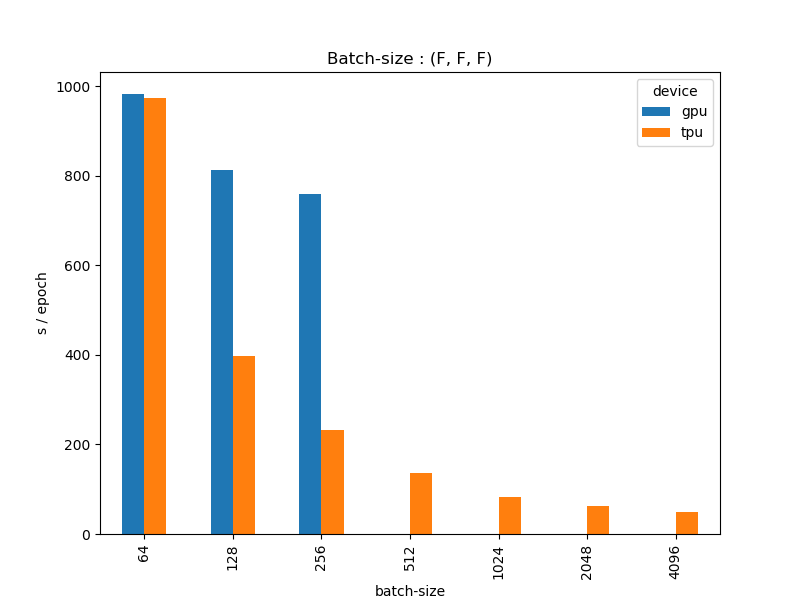 Batch-size : (F, F, F)
device
gpu
tpu
1000
800
600
400
200
0
s / epoch
64
128
256
512
1024
2048
4096
batch-size